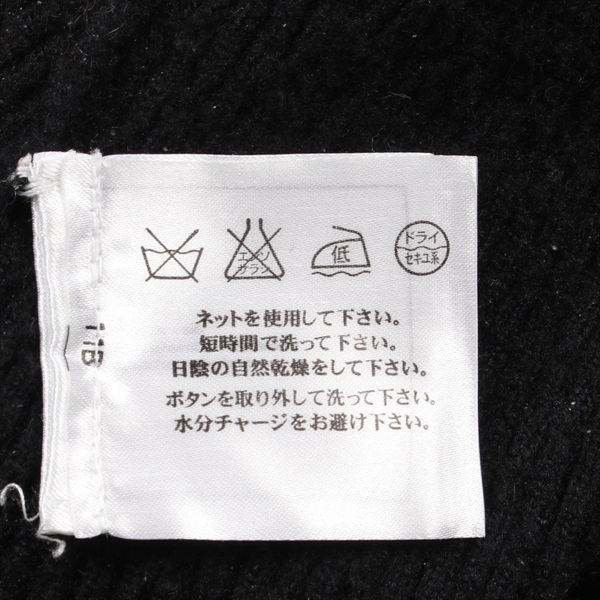 エンソ
サラシ
低
ドライ
セキユ系
ネットを使用して下さい。
短時間で洗って下さい。
日陰の自然乾燥をして下さい。
ボタンを取り外して洗って下さい。
水分チャージをお避け下さい。